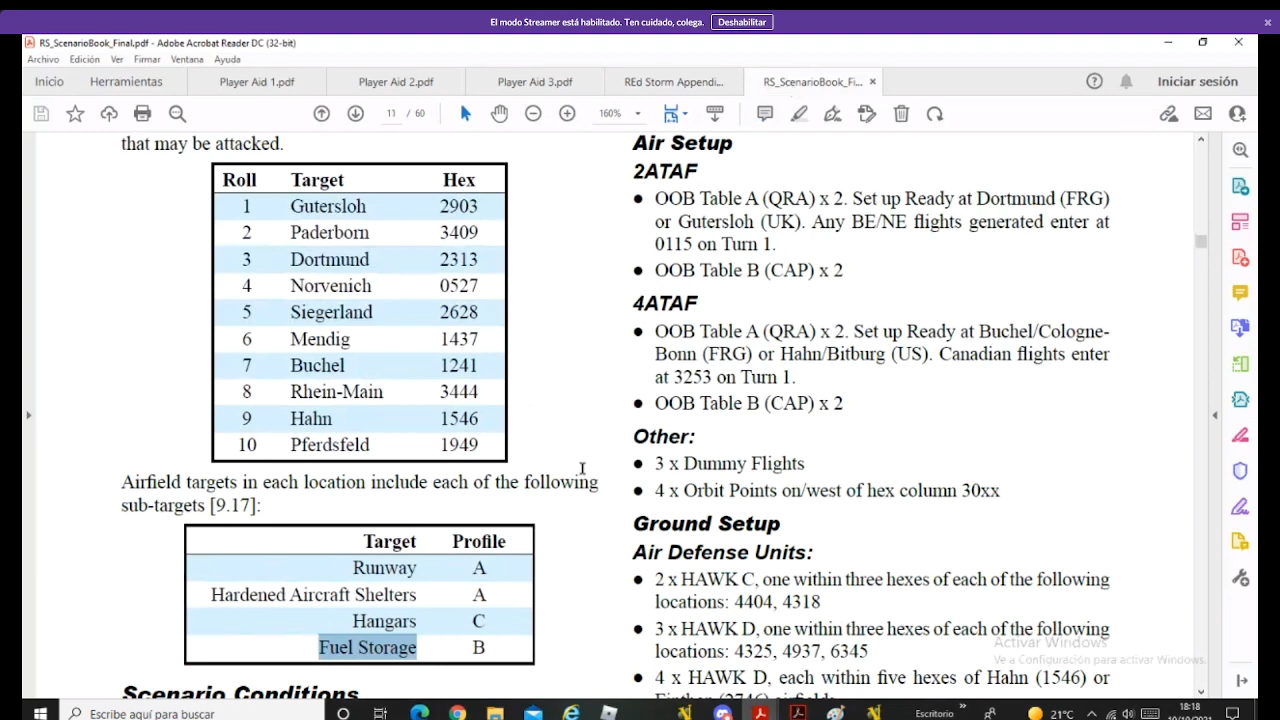 El modo Streamer está habilitado. Ten cuidado, colega. Deshabilitar
RS_ScenarioBook_Final.pdf - Adobe Acrobat Reader DC (32-bit)
Archivo Edición Ver Firmar Ventana Ayuda
Inicio Herramientas Player Aid 1.pdf Player Aid 2.pdf Player Aid 3.pdf REd Storm Appendi... RS_ScenarioBook_Fi... Iniciar sesión
11 / 60 160%
that may be attacked.
Roll Target Hex
1 Gutersloh 2903
2 Paderborn 3409
3 Dortmund 2313
4 Norvenich 0527
5 Siegerland 2628
6 Mendig 1437
7 Buchel 1241
8 Rhein-Main 3444
9 Hahn 1546
10 Pferdsfeld 1949
Airfield targets in each location include each of the following
sub-targets [9.17]:
Target Profile
Runway A
Hardened Aircraft Shelters A
Hangars C
Fuel Storage B
Scenario Conditions
Air Setup
2ATAF
● OOB Table A (QRA) x 2. Set up Ready at Dortmund (FRG)
or Gutersloh (UK). Any BE/NE flights generated enter at
0115 on Turn 1.
● OOB Table B (CAP) x 2
4ATAF
● OOB Table A (QRA) x 2. Set up Ready at Buchel/Cologne-
Bonn (FRG) or Hahn/Bitburg (US). Canadian flights enter
at 3253 on Turn 1.
● OOB Table B (CAP) x 2
Other:
● 3 x Dummy Flights
● 4 x Orbit Points on/west of hex column 30xx
Ground Setup
Air Defense Units:
● 2 x HAWK C, one within three hexes of each of the following
locations: 4404, 4318
● 3 x HAWK D, one within three hexes of each of the following
locations: 4325, 4937, 6345
● 4 x HAWK D, each within five hexes of Hahn (1546) or
Activar Windows
Ve a Configuración para activar Windows.
Escribe aquí para buscar
Escritorio
21°C
18:18